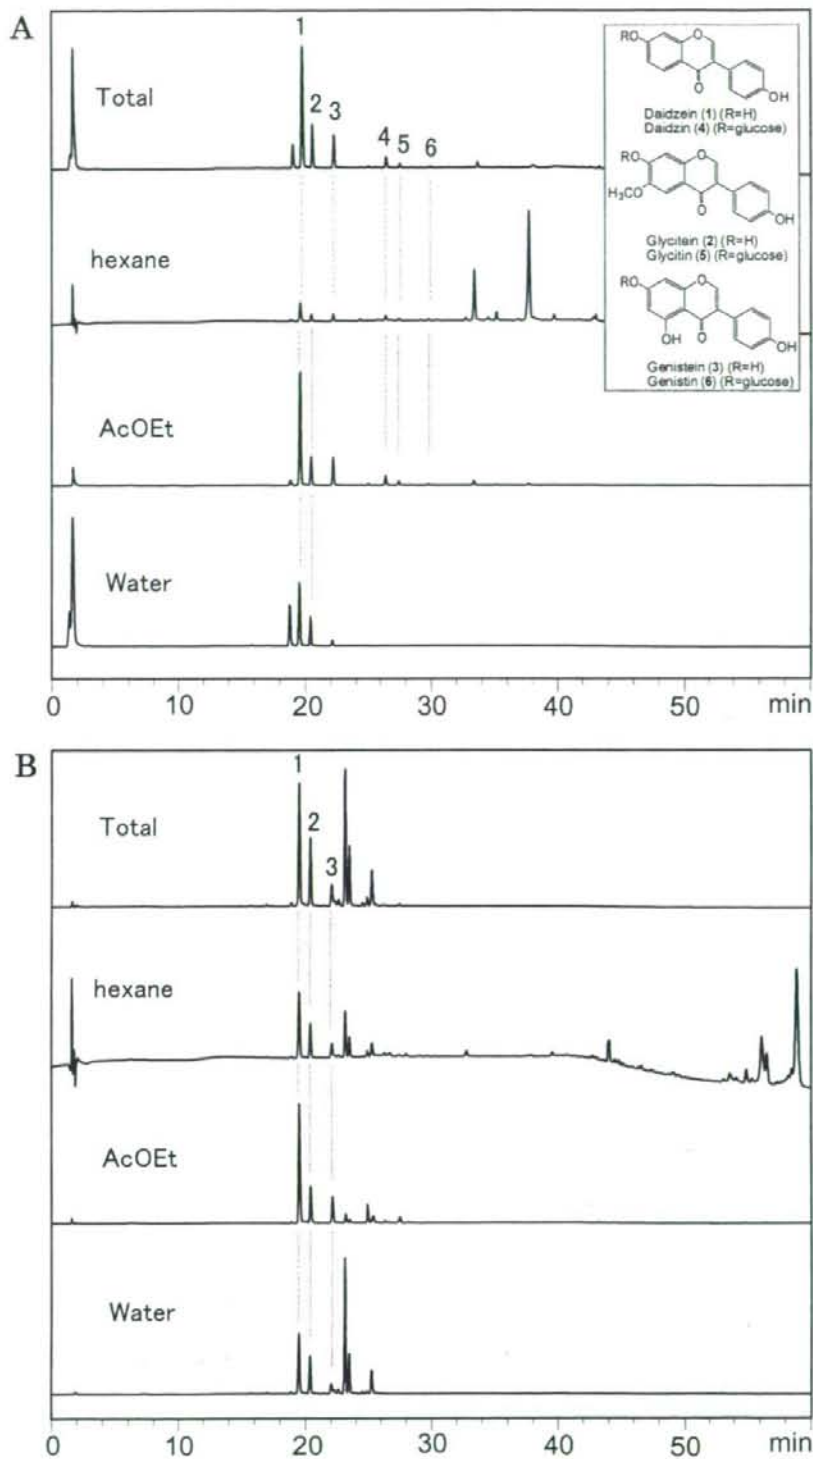 A
1
2
3
4
5
6
Total
hexane
AcOEt
Water
RO
O
O
OH
Daidzein (1) (R=H)
Daidzin (4) (R=glucose)
RO
O
H₃CO
O
OH
Glycitein (2) (R=H)
Glycitin (5) (R=glucose)
RO
O
OH
O
OH
Genistein (3) (R=H)
Genistin (6) (R=glucose)
0 10 20 30 40 50 min
B
1
2
3
Total
hexane
AcOEt
Water
0 10 20 30 40 50 min